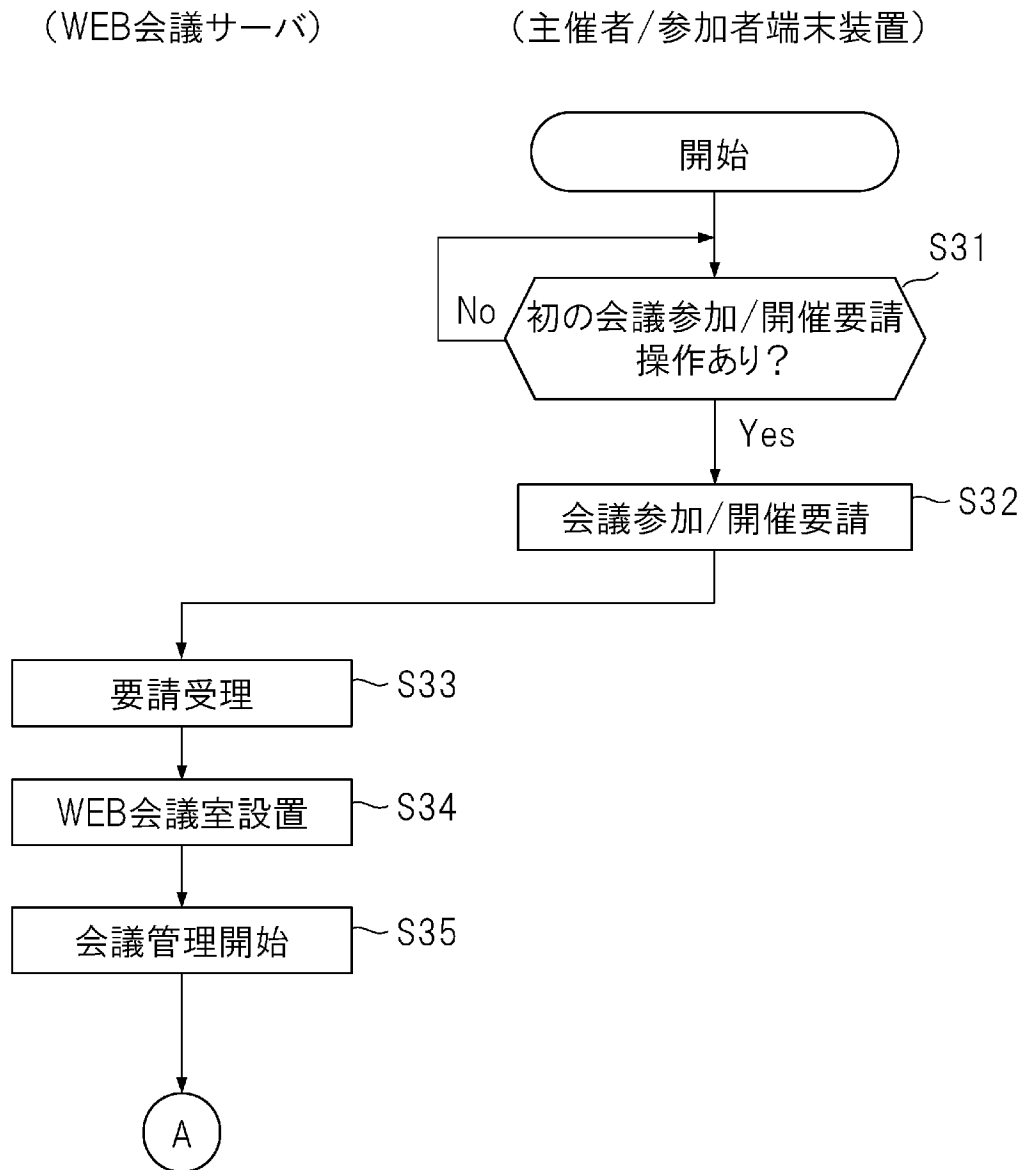 （WEB会議サーバ）
（主催者/参加者端末装置）
開始
S31
No
初の会議参加/開催要請
操作あり？
Yes
会議参加/開催要請
S32
要請受理
S33
WEB会議室設置
S34
会議管理開始
S35
A